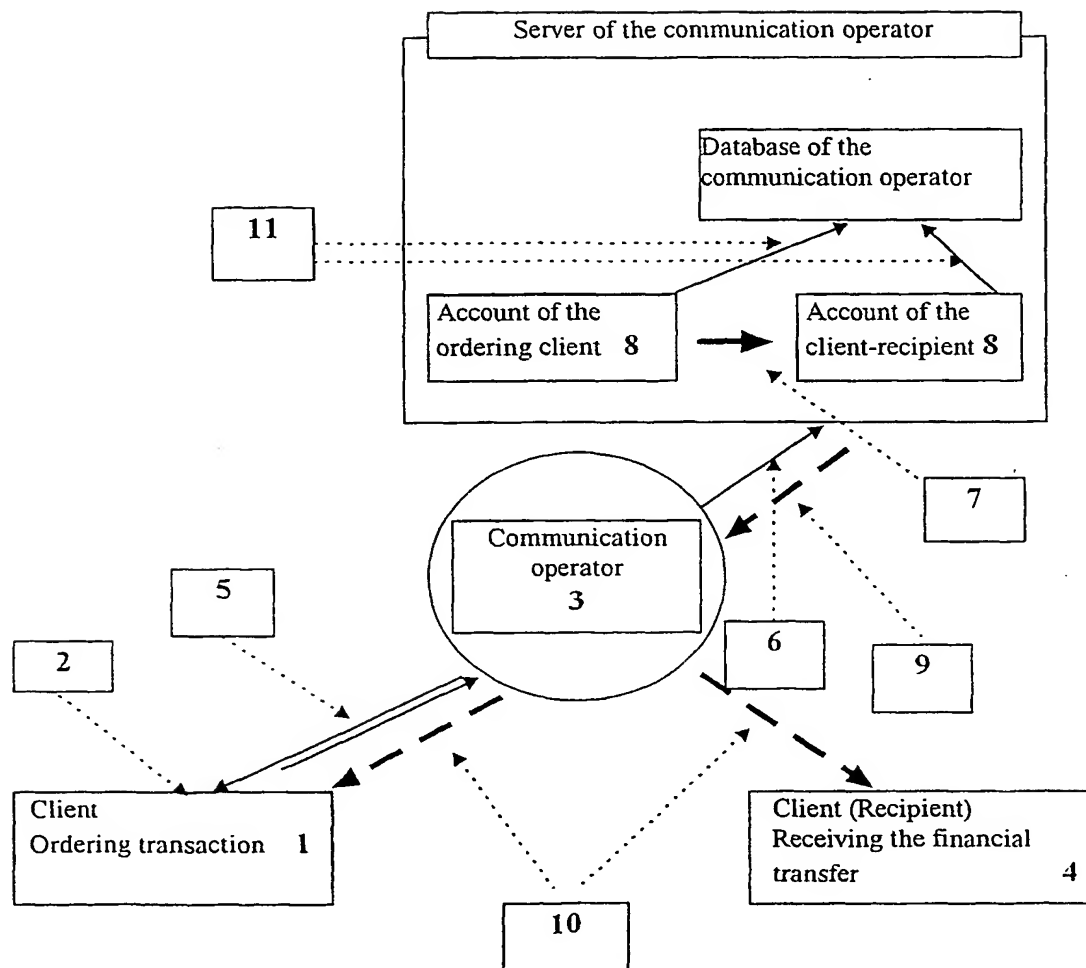 Server of the communication operator
Database of the
communication operator
11
Account of the
ordering client 8
Account of the
client-recipient 8
7
Communication
operator
3
5
6
9
2
Client
Ordering transaction 1
Client (Recipient)
Receiving the financial
transfer 4
10